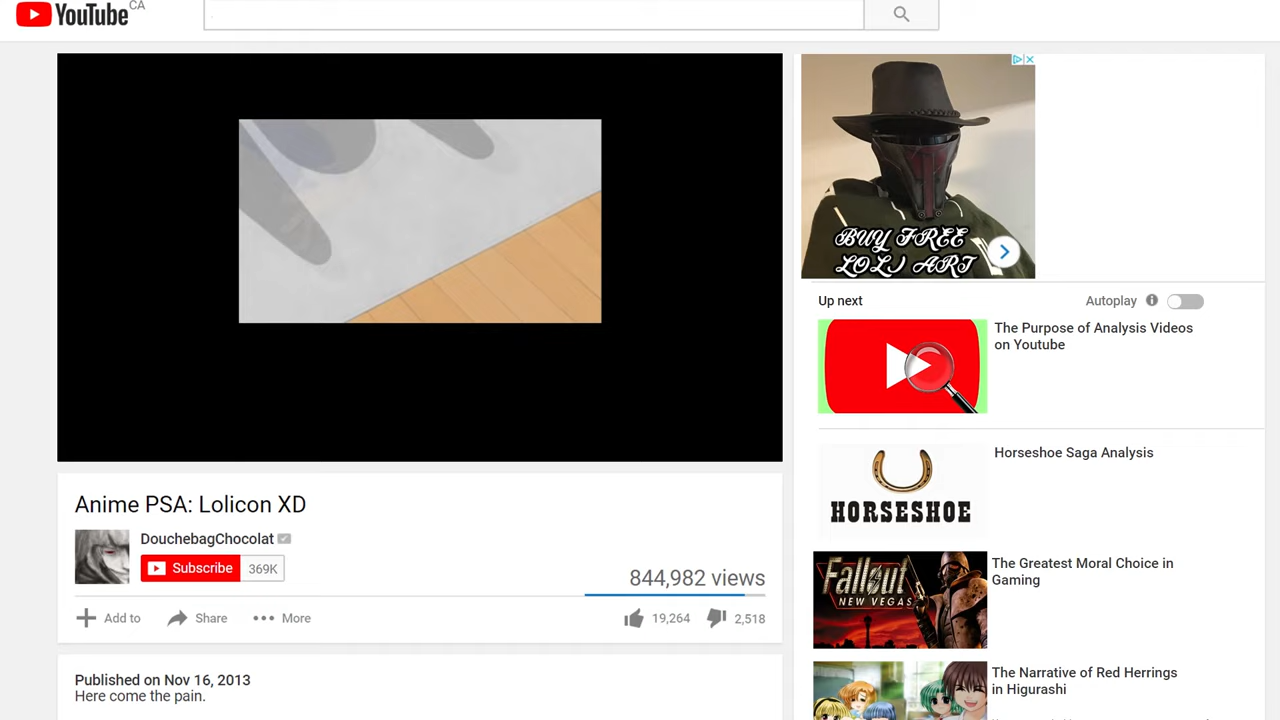 YouTube CA
BUY FREE
LOLI ART
Up next
Autoplay
The Purpose of Analysis Videos
on Youtube
Horseshoe Saga Analysis
HORSESHOE
The Greatest Moral Choice in
Gaming
Fallout
NEW VEGAS
The Narrative of Red Herrings
in Higurashi
Anime PSA: Lolicon XD
DouchebagChocolat
Subscribe 369K
844,982 views
Add to Share More 19,264 2,518
Published on Nov 16, 2013
Here come the pain.